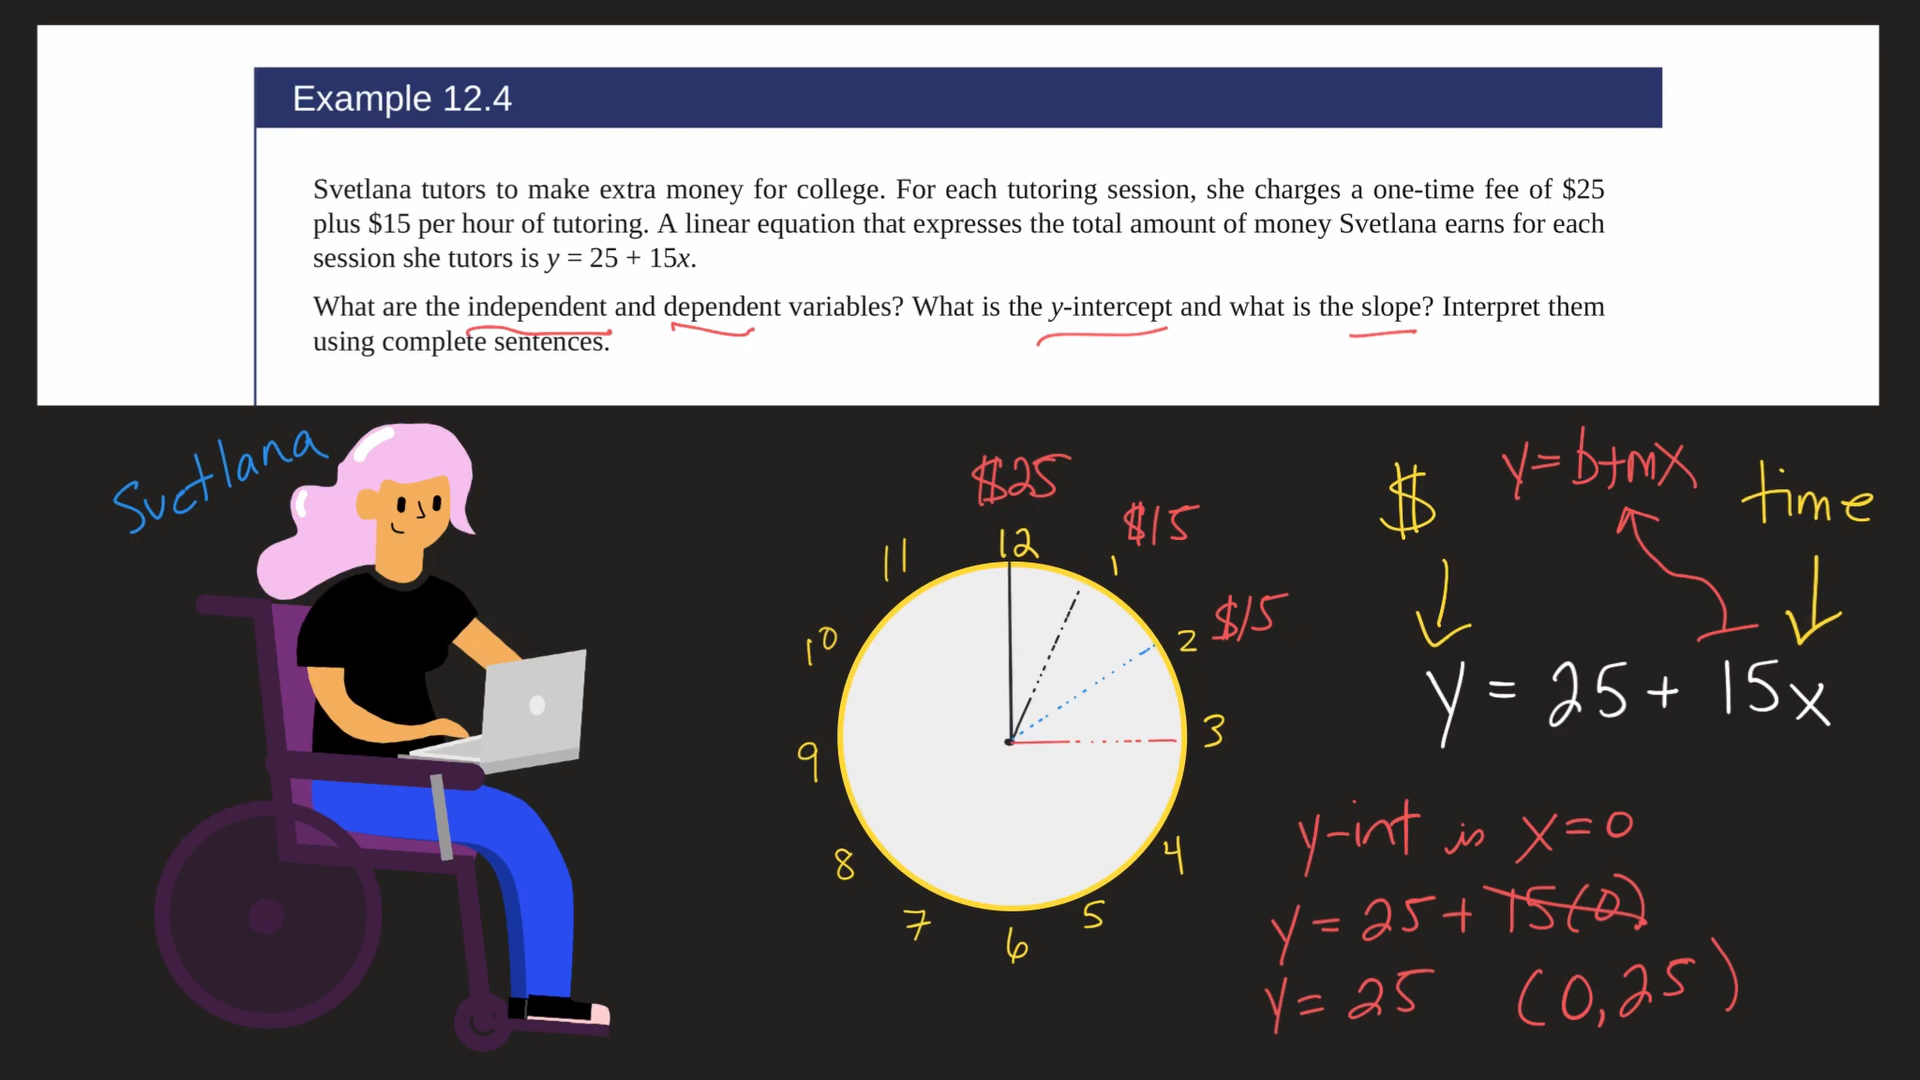 Example 12.4
Svetlana tutors to make extra money for college. For each tutoring session, she charges a one-time fee of $25
plus $15 per hour of tutoring. A linear equation that expresses the total amount of money Svetlana earns for each
session she tutors is y = 25 + 15x.
What are the independent and dependent variables? What is the y-intercept and what is the slope? Interpret them
using complete sentences.
Svetlana
$25
$15
$15
12
1
2
3
4
5
6
7
8
9
10
11
$
y=b+mx
time
y = 25 + 15x
y-int is x=0
y = 25 + 15(0)
y = 25 (0,25)